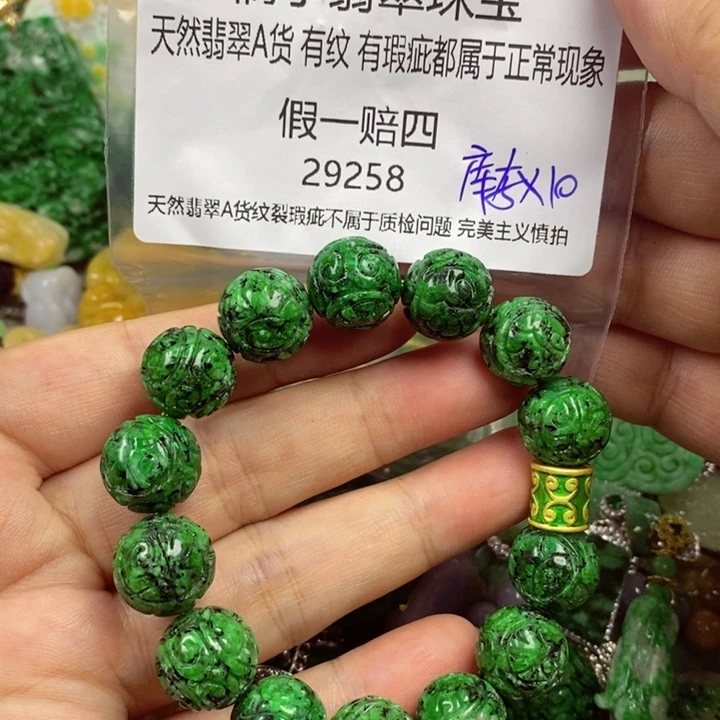 翡翠珠宝
天然翡翠A货 有纹 有瑕疵都属于正常现象
假一赔四
29258
天然翡翠A货纹裂瑕疵不属于质检问题 完美主义慎拍